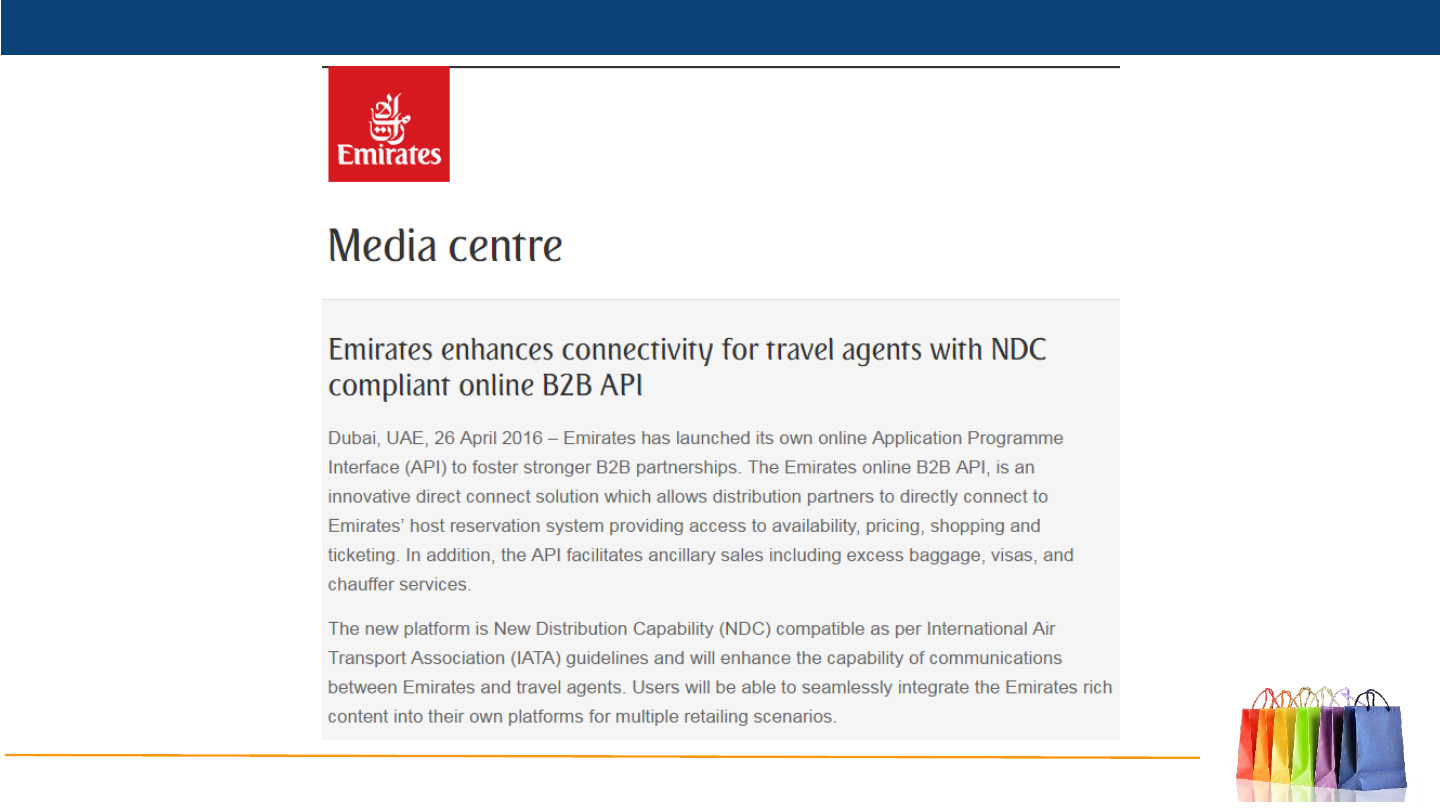 Emirates
Media centre
Emirates enhances connectivity for travel agents with NDC
compliant online B2B API
Dubai, UAE, 26 April 2016 – Emirates has launched its own online Application Programme
Interface (API) to foster stronger B2B partnerships. The Emirates online B2B API, is an
innovative direct connect solution which allows distribution partners to directly connect to
Emirates’ host reservation system providing access to availability, pricing, shopping and
ticketing. In addition, the API facilitates ancillary sales including excess baggage, visas, and
chauffer services.
The new platform is New Distribution Capability (NDC) compatible as per International Air
Transport Association (IATA) guidelines and will enhance the capability of communications
between Emirates and travel agents. Users will be able to seamlessly integrate the Emirates rich
content into their own platforms for multiple retailing scenarios.